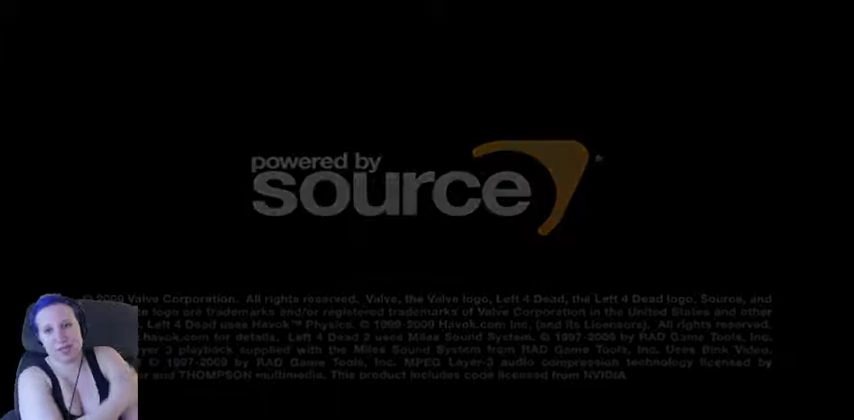 powered by
source
© 2009 Valve Corporation. All rights reserved. Valve, the Valve logo, Left 4 Dead, the Left 4 Dead logo, Source, and
logo are trademarks and/or registered trademarks of Valve Corporation in the United States and other
Left 4 Dead uses Havok™ Physics. © 1999-2009 Havok.com Inc. (and its Licensors). All rights reserved.
.havok.com for details. Left 4 Dead 2 uses Miles Sound System. © 1997-2009 by RAD Game Tools, Inc.
3 playback supplied with the Miles Sound System from RAD Game Tools, Inc. Uses Bink Video.
© 1997-2009 by RAD Game Tools, Inc. MPEG Layer-3 audio compression technology licensed by
and THOMPSON multimedia. This product includes code licensed from NVIDIA.